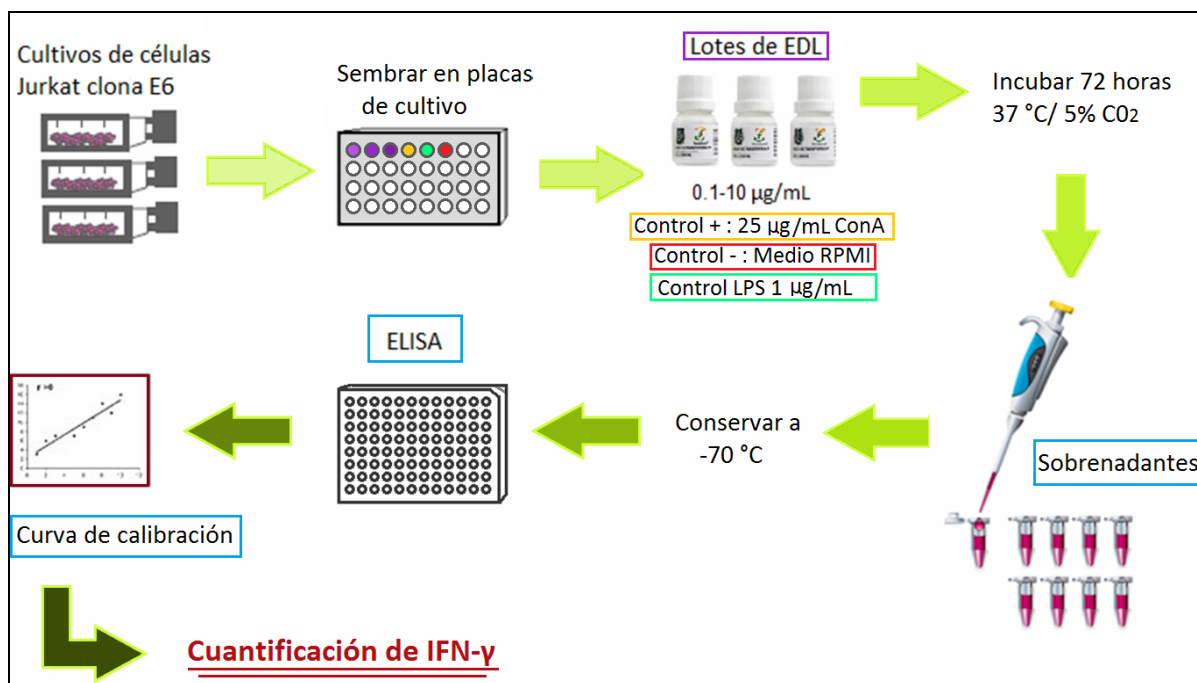 Cultivos de células
Jurkat clona E6
Sembrar en placas
de cultivo
Lotes de EDL
0.1-10 µg/mL
Control + : 25 µg/mL ConA
Control - : Medio RPMI
Control LPS 1 µg/mL
Incubar 72 horas
37 °C/ 5% C02
Sobrenadantes
Conservar a
-70 °C
ELISA
Curva de calibración
Cuantificación de IFN-γ